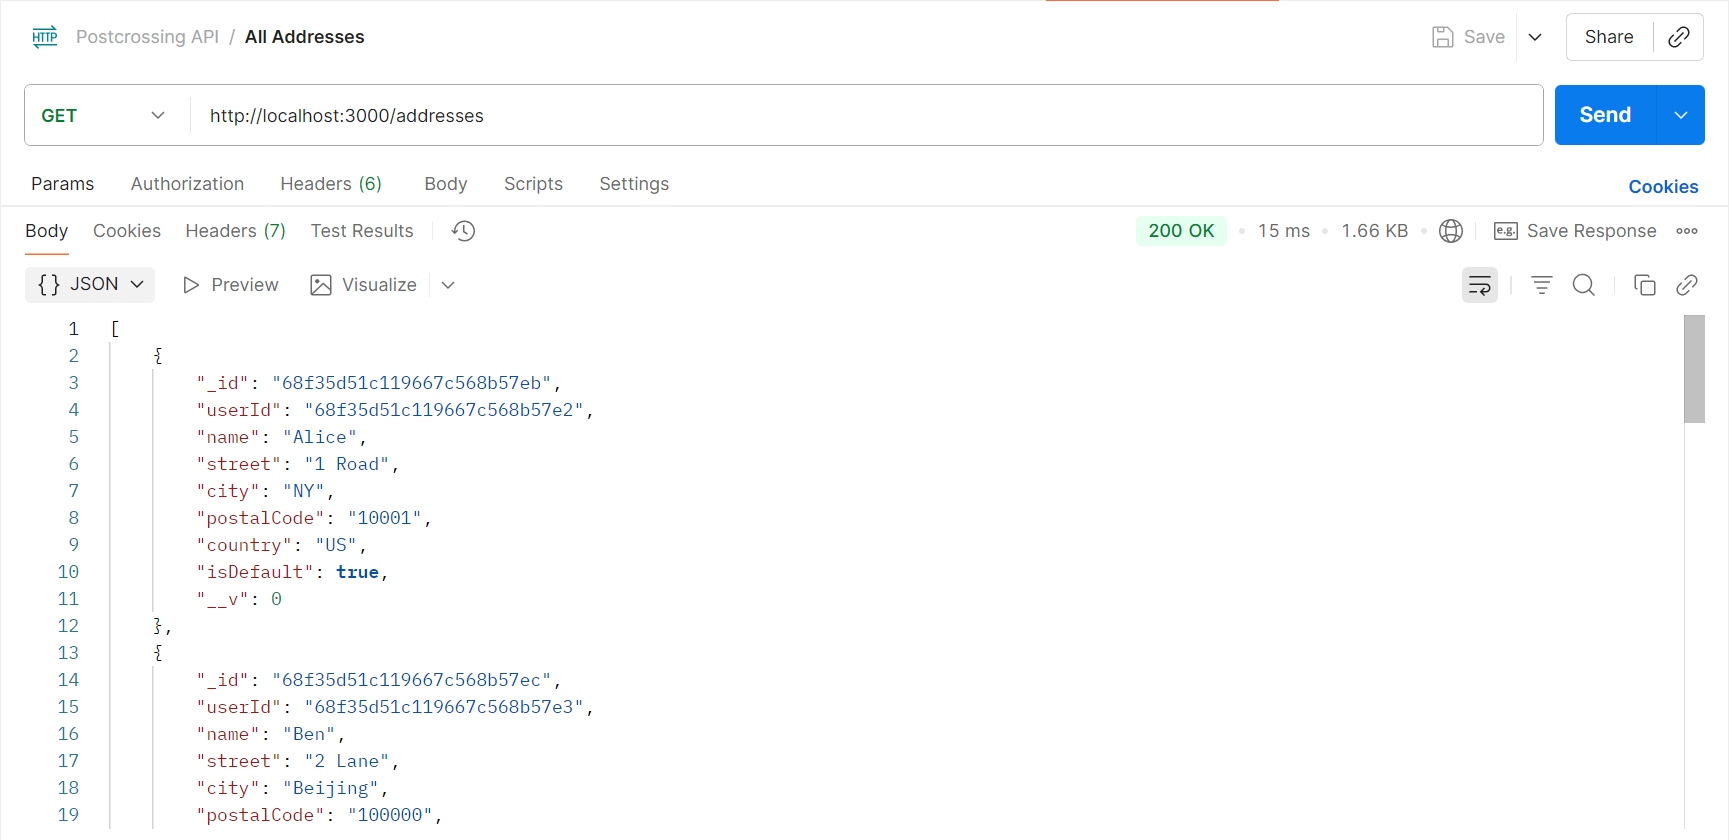 HTTP Postcrossing API / All Addresses Save Share
GET http://localhost:3000/addresses Send
Params Authorization Headers (6) Body Scripts Settings Cookies
Body Cookies Headers (7) Test Results 200 OK • 15 ms • 1.66 KB • e.g. Save Response
{} JSON Preview Visualize
1 [
2 {
3 "_id": "68f35d51c119667c568b57eb",
4 "userId": "68f35d51c119667c568b57e2",
5 "name": "Alice",
6 "street": "1 Road",
7 "city": "NY",
8 "postalCode": "10001",
9 "country": "US",
10 "isDefault": true,
11 "__v": 0
12 },
13 {
14 "_id": "68f35d51c119667c568b57ec",
15 "userId": "68f35d51c119667c568b57e3",
16 "name": "Ben",
17 "street": "2 Lane",
18 "city": "Beijing",
19 "postalCode": "100000",